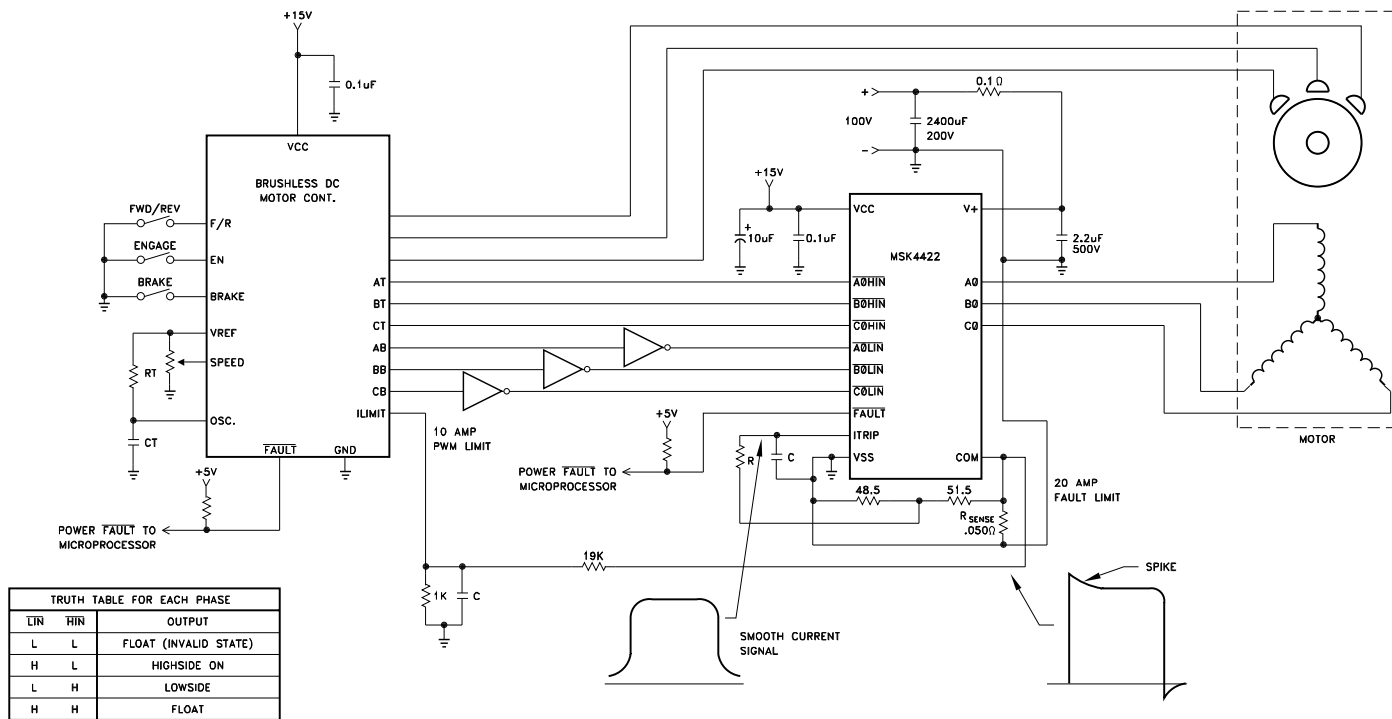 +15V
0.1uF
VCC
BRUSHLESS DC
MOTOR CONT.
FWD/REV
F/R
ENGAGE
EN
BRAKE
BRAKE
VREF
SPEED
RT
OSC.
CT
FAULT
GND
+5V
POWER FAULT TO
MICROPROCESSOR
AT
BT
CT
AB
BB
CB
ILIMIT
10 AMP
PWM LIMIT
+
100V
-
2400uF
200V
0.1Ω
+15V
+
10uF
0.1uF
VCC
V+
MSK4422
2.2uF
500V
AØHIN
BØHIN
CØHIN
AØLIN
BØLIN
CØLIN
FAULT
ITRIP
VSS
AØ
BØ
CØ
COM
+5V
POWER FAULT TO
MICROPROCESSOR
R
C
48.5
51.5
RSENSE
.050Ω
20 AMP
FAULT LIMIT
MOTOR
19K
1K
C
SMOOTH CURRENT
SIGNAL
SPIKE
TRUTH TABLE FOR EACH PHASE
LIN HIN OUTPUT
L L FLOAT (INVALID STATE)
H L HIGHSIDE ON
L H LOWSIDE
H H FLOAT